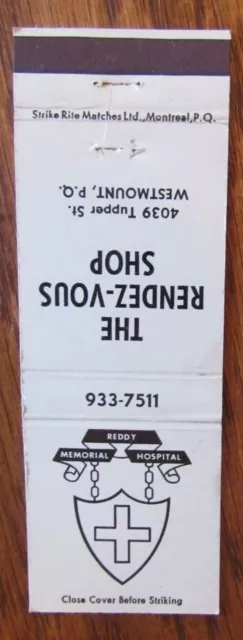 Strike Rite Matches Ltd., Montreal, P.Q.
THE
RENDEZ-VOUS
SHOP
4039 Tupper St.
WESTMOUNT, P.Q.
933-7511
REDDY
MEMORIAL HOSPITAL
Close Cover Before Striking